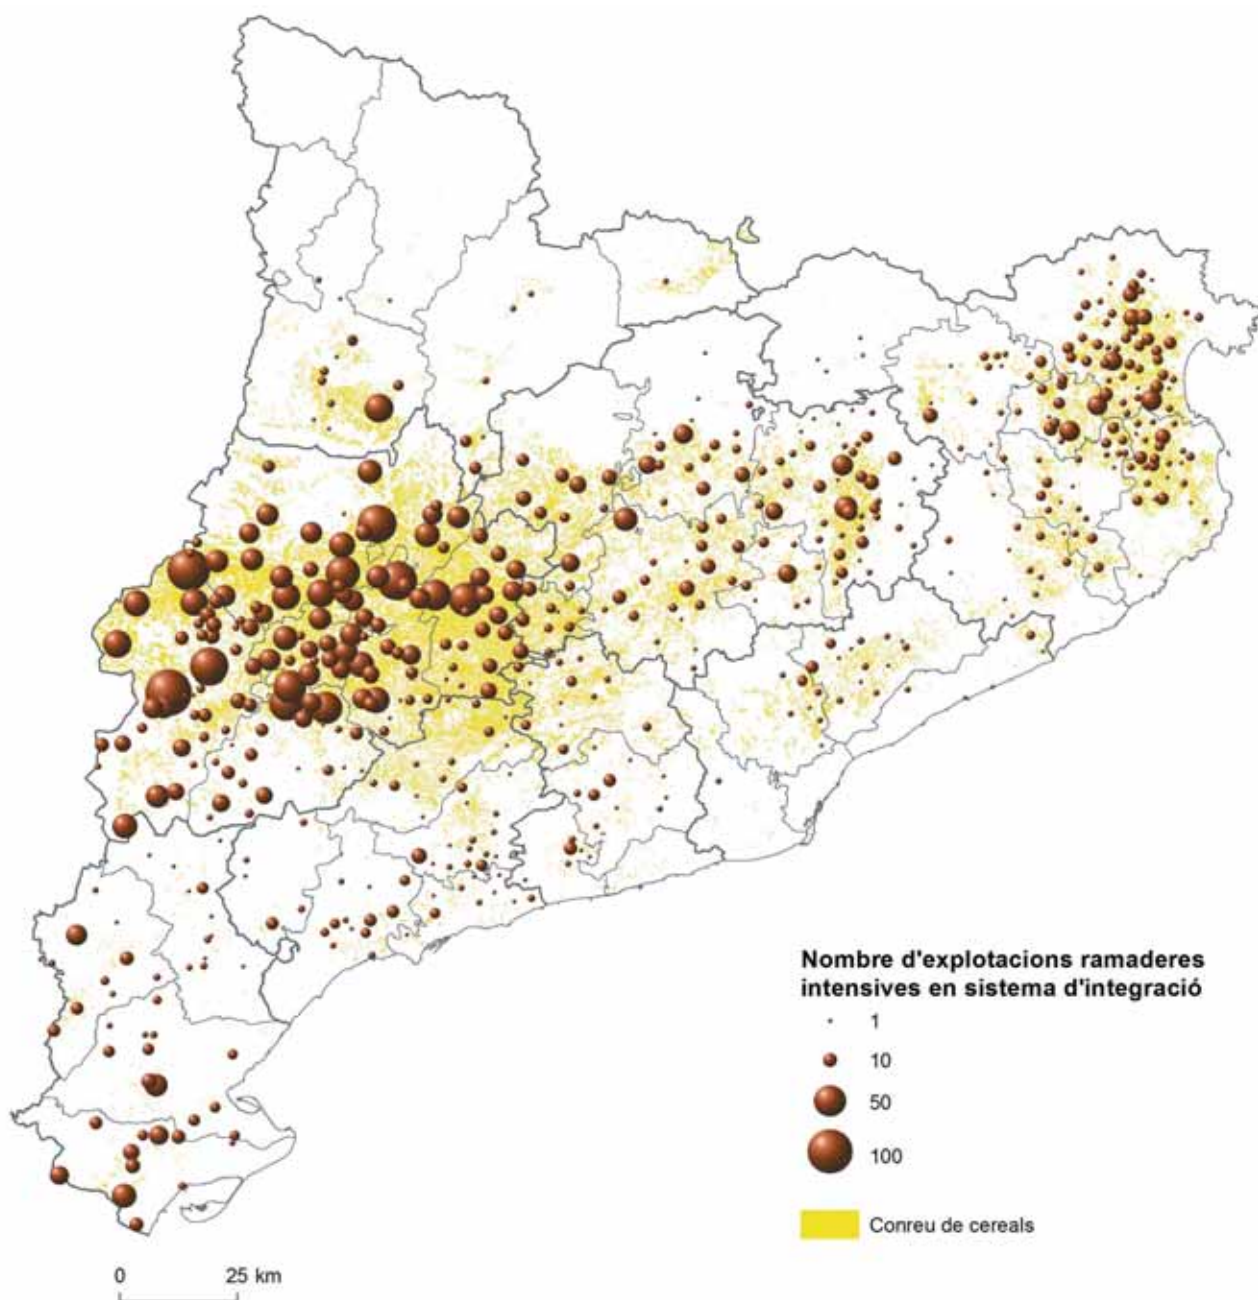 Nombre d'explotacions ramaderes
intensives en sistema d'integració
1
10
50
100
Conreu de cereals
0 25 km